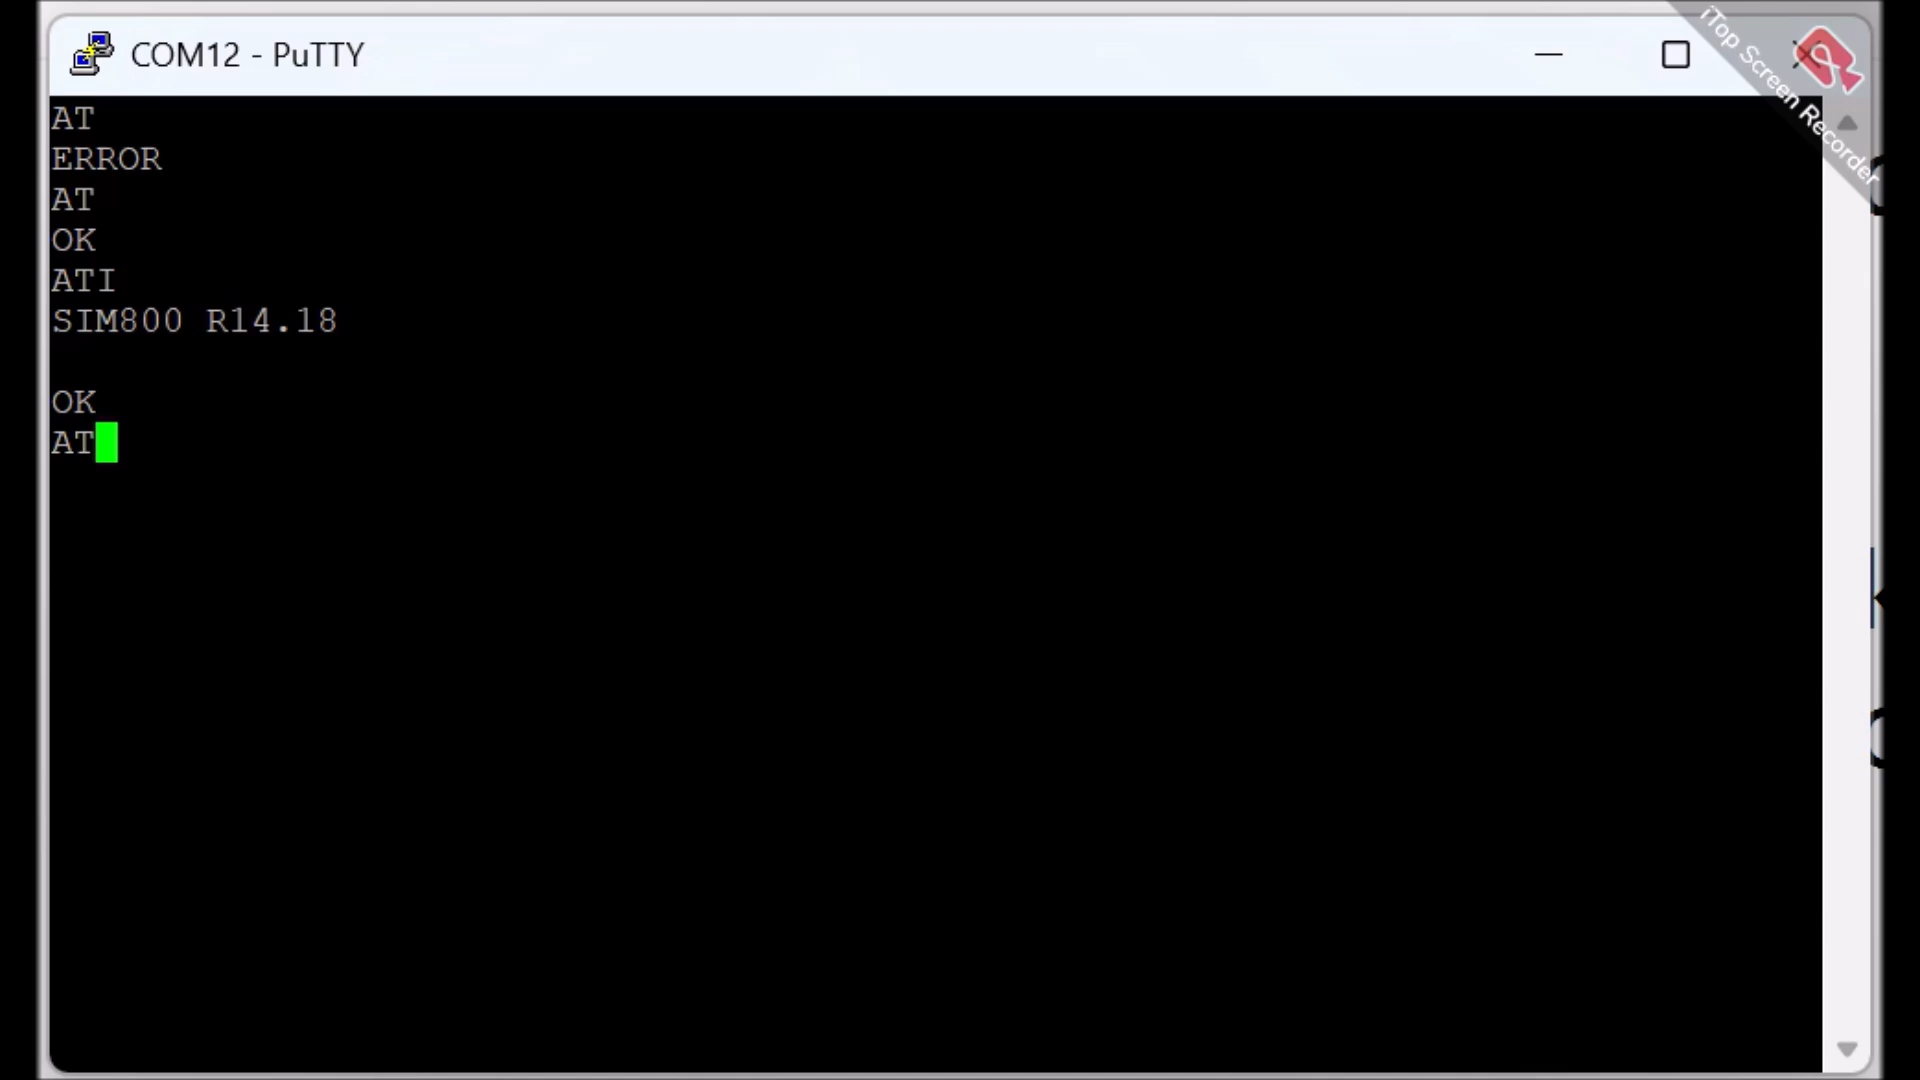 COM12 - PuTTY
iTop Screen Recorder
AT
ERROR
AT
OK
ATI
SIM800 R14.18
OK
AT